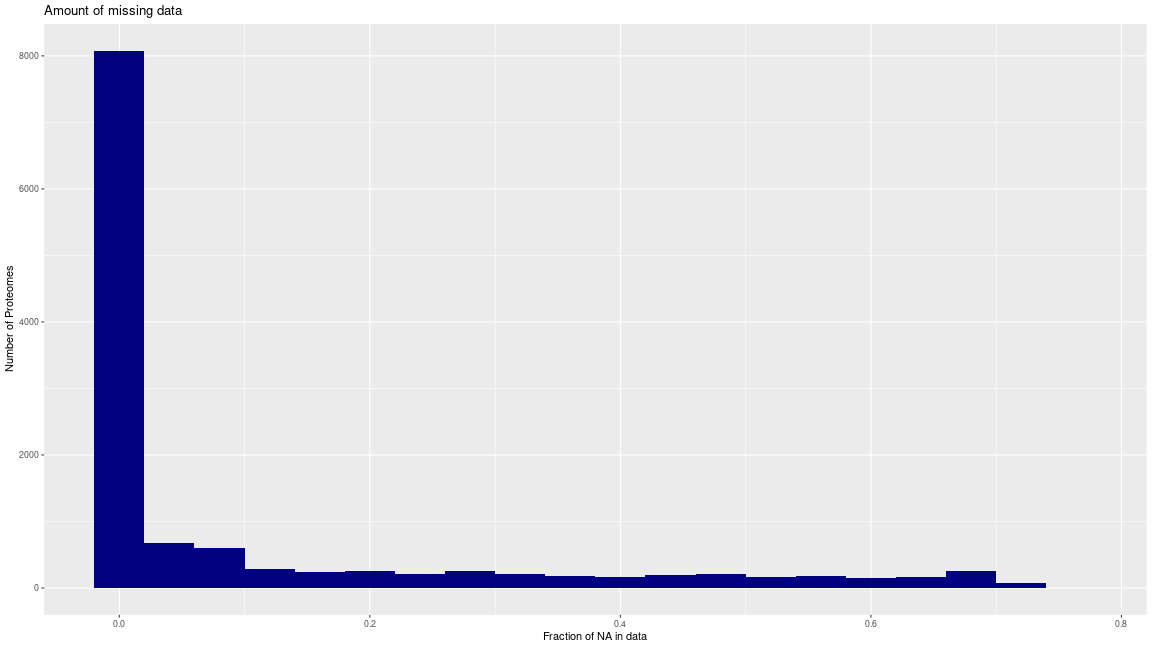 Amount of missing data
Number of Proteomes
8000
6000
4000
2000
0
0.0 0.2 0.4 0.6 0.8
Fraction of NA in data